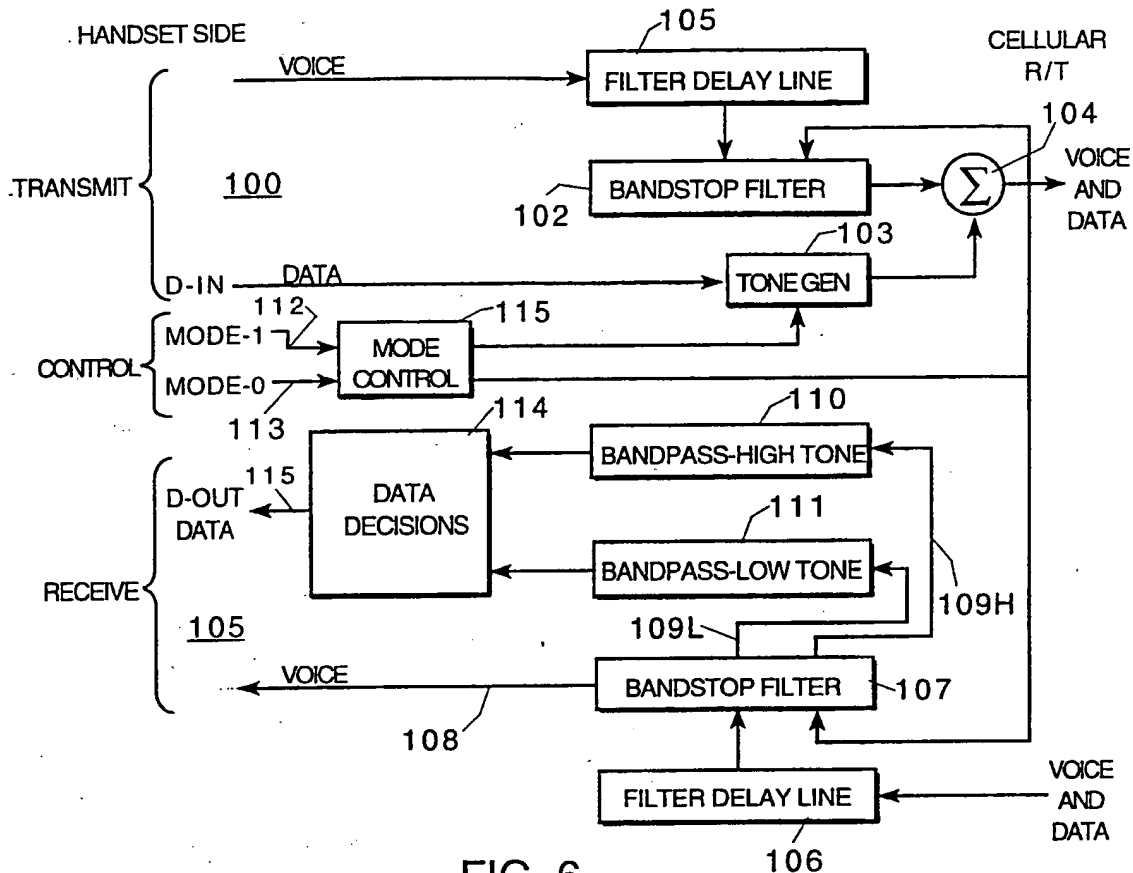 HANDSET SIDE
105
CELLULAR
R/T
VOICE
FILTER DELAY LINE
104
TRANSMIT
100
102
BANDSTOP FILTER
Σ
VOICE
AND
DATA
103
D-IN
DATA
TONE GEN
112
115
CONTROL
MODE-1
MODE-0
MODE
CONTROL
113
114
110
BANDPASS-HIGH TONE
115
D-OUT
DATA
DATA
DECISIONS
111
BANDPASS-LOW TONE
RECEIVE
109H
105
109L
VOICE
BANDSTOP FILTER
107
108
FILTER DELAY LINE
VOICE
AND
DATA
106
FIG. 6